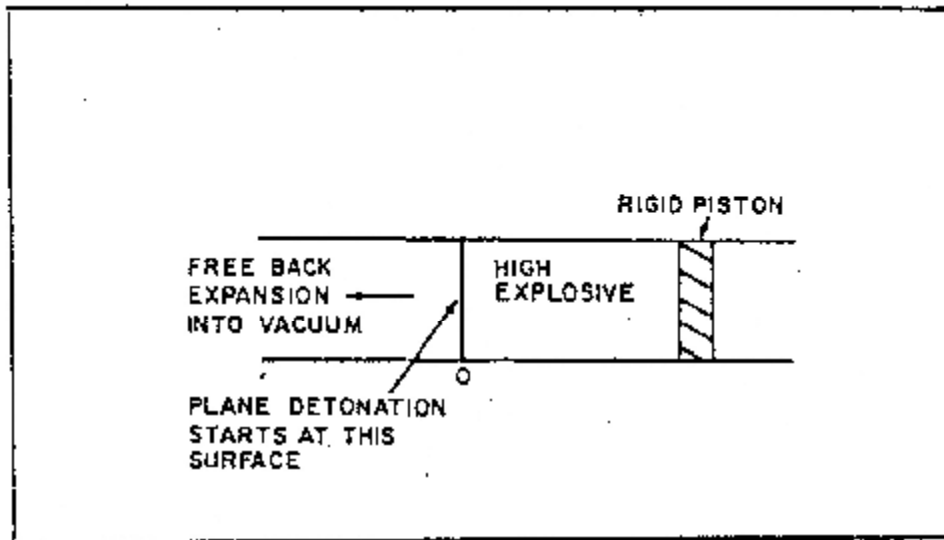 RIGID PISTON
FREE BACK
EXPANSION
INTO VACUUM
HIGH
EXPLOSIVE
O
PLANE DETONATION
STARTS AT THIS
SURFACE